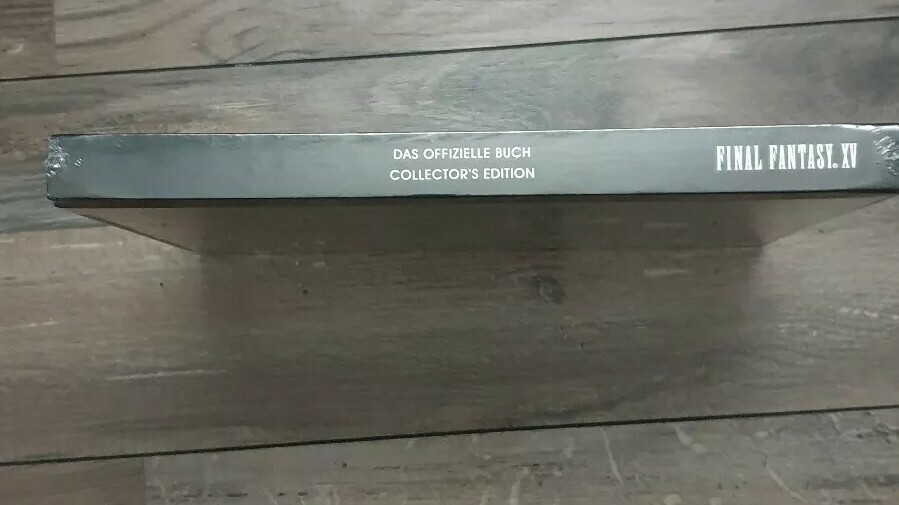 DAS OFFIZIELLE BUCH
COLLECTOR'S EDITION
FINAL FANTASY. XV